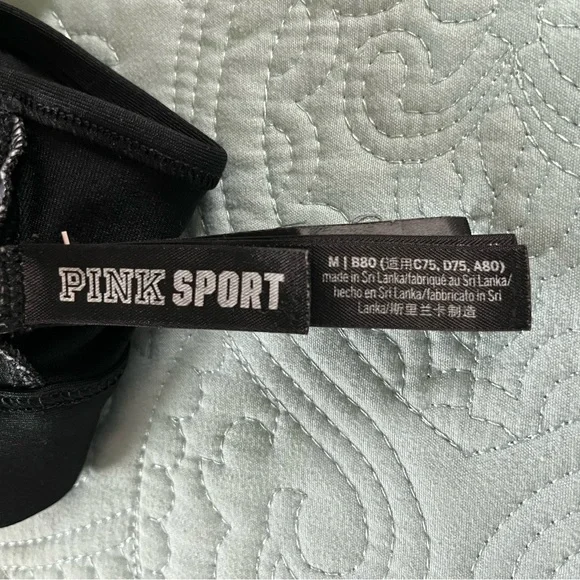 PINK SPORT
M | B80 (适用C75, D75, A80)
made in Sri Lanka/fabriqué au Sri Lanka/
hecho en Sri Lanka/fabbricato in Sri
Lanka/斯里兰卡制造